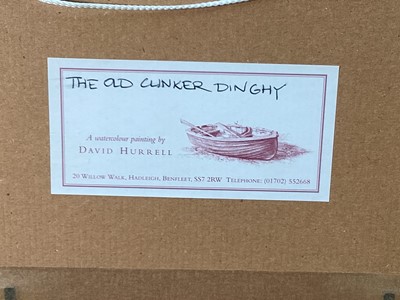 THE OLD CLINKER DINGHY
A watercolour painting by
DAVID HURRELL
20 WILLOW WALK, HADLEIGH, BENFLEET, SS7 2RW TELEPHONE: (01702) 552668